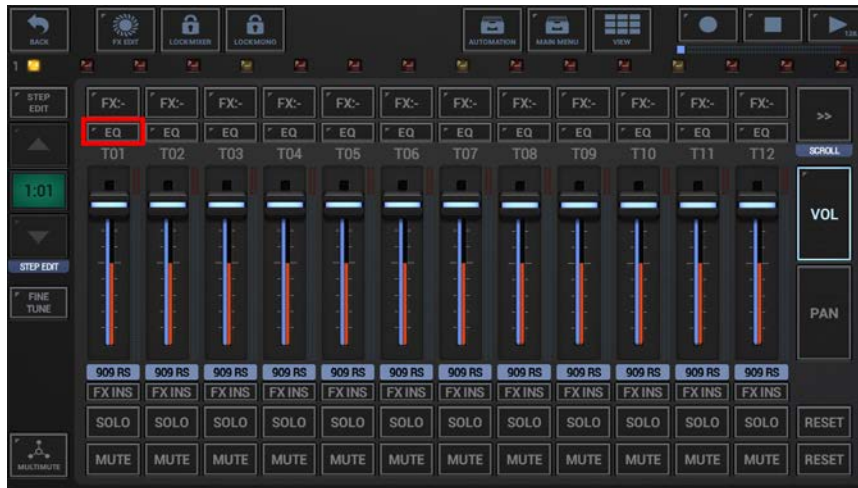 BACK FX EDIT LOCKMIXER LOCKMONO AUTOMATION MAIN MENU VIEW 128
1
STEP EDIT FX:- FX:- FX:- FX:- FX:- FX:- FX:- FX:- FX:- FX:- FX:- FX:- >>
EQ EQ EQ EQ EQ EQ EQ EQ EQ EQ EQ EQ
T01 T02 T03 T04 T05 T06 T07 T08 T09 T10 T11 T12 SCROLL
1:01
VOL
STEP EDIT
FINE TUNE
PAN
909 RS 909 RS 909 RS 909 RS 909 RS 909 RS 909 RS 909 RS 909 RS 909 RS 909 RS 909 RS
FX INS FX INS FX INS FX INS FX INS FX INS FX INS FX INS FX INS FX INS FX INS FX INS
SOLO SOLO SOLO SOLO SOLO SOLO SOLO SOLO SOLO SOLO SOLO SOLO RESET
MULTIMUTE MUTE MUTE MUTE MUTE MUTE MUTE MUTE MUTE MUTE MUTE MUTE MUTE RESET